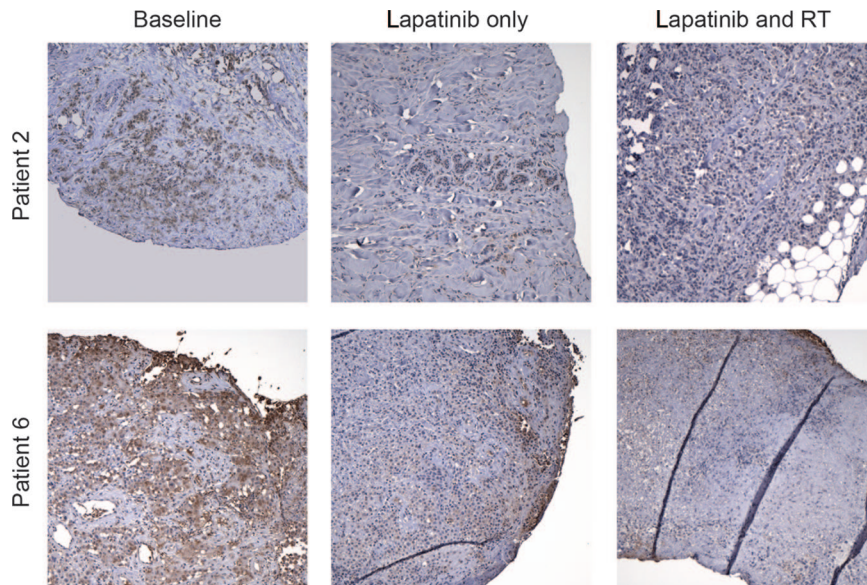 Baseline
Lapatinib only
Lapatinib and RT
Patient 2
Patient 6